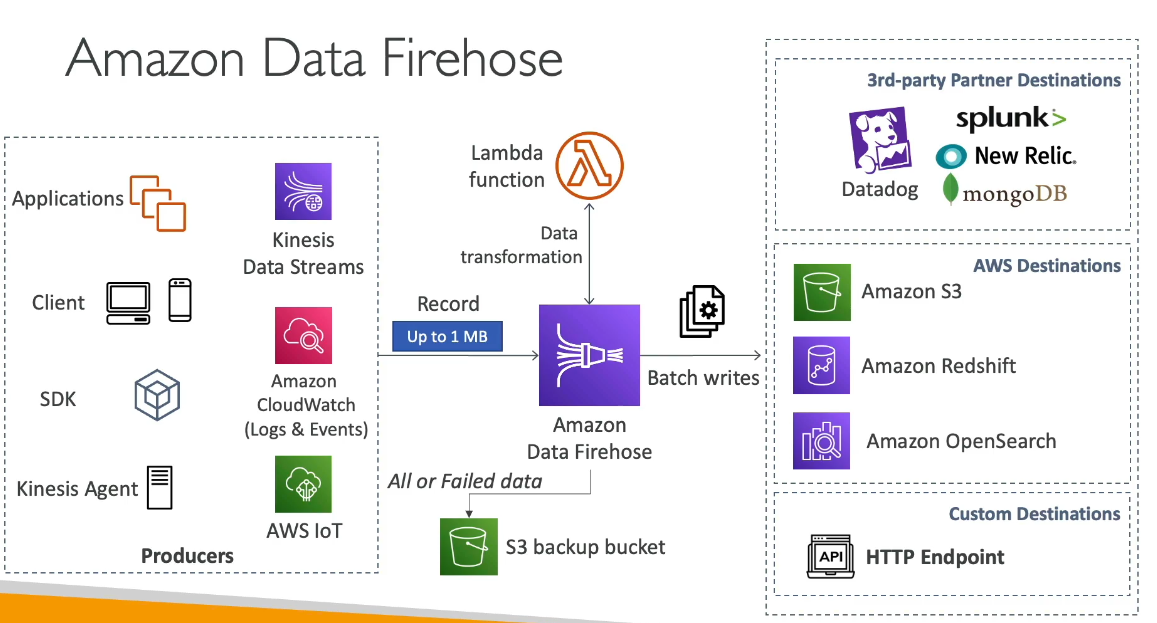 Amazon Data Firehose
Applications
Client
SDK
Kinesis Agent
Kinesis
Data Streams
Amazon
CloudWatch
(Logs & Events)
AWS IoT
Producers
Record
Up to 1 MB
Lambda
function
Data
transformation
Amazon
Data Firehose
All or Failed data
S3 backup bucket
Batch writes
3rd-party Partner Destinations
Datadog
splunk>
New Relic.
mongoDB
AWS Destinations
Amazon S3
Amazon Redshift
Amazon OpenSearch
Custom Destinations
API
HTTP Endpoint